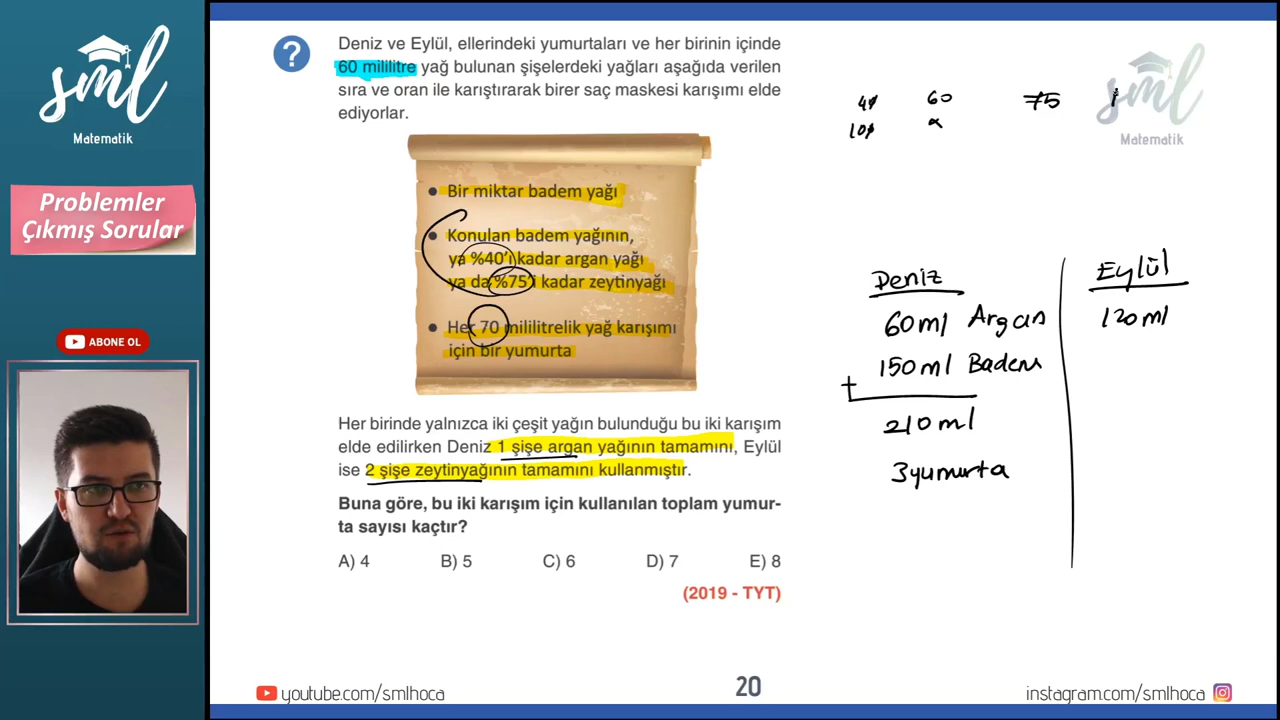 sml
Matematik
Problemler
Çıkmış Sorular
ABONE OL
?
Deniz ve Eylül, ellerindeki yumurtaları ve her birinin içinde
60 mililitre yağ bulunan şişelerdeki yağları aşağıda verilen
sıra ve oran ile karıştırarak birer saç maskesi karışımı elde
ediyorlar.
• Bir miktar badem yağı
• Konulan badem yağının,
ya %40'ı kadar argan yağı
ya da %75'i kadar zeytinyağı
• Her 70 mililitrelik yağ karışımı
için bir yumurta
Her birinde yalnızca iki çeşit yağın bulunduğu bu iki karışım
elde edilirken Deniz 1 şişe argan yağının tamamını, Eylül
ise 2 şişe zeytinyağının tamamını kullanmıştır.
Buna göre, bu iki karışım için kullanılan toplam yumur-
ta sayısı kaçtır?
A) 4 B) 5 C) 6 D) 7 E) 8
(2019 - TYT)
40 60 75
100 x
sml
Matematik
Deniz
60ml Argan
150ml Badem
+
210ml
3yumurta
Eylül
120ml
youtube.com/smlhoca
20
instagram.com/smlhoca